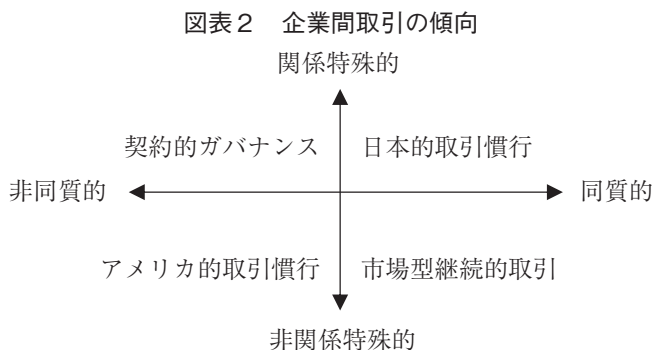 図表2 企業間取引の傾向
関係特殊的
契約的ガバナンス 日本的取引慣行
非同質的 同質的
アメリカ的取引慣行 市場型継続的取引
非関係特殊的